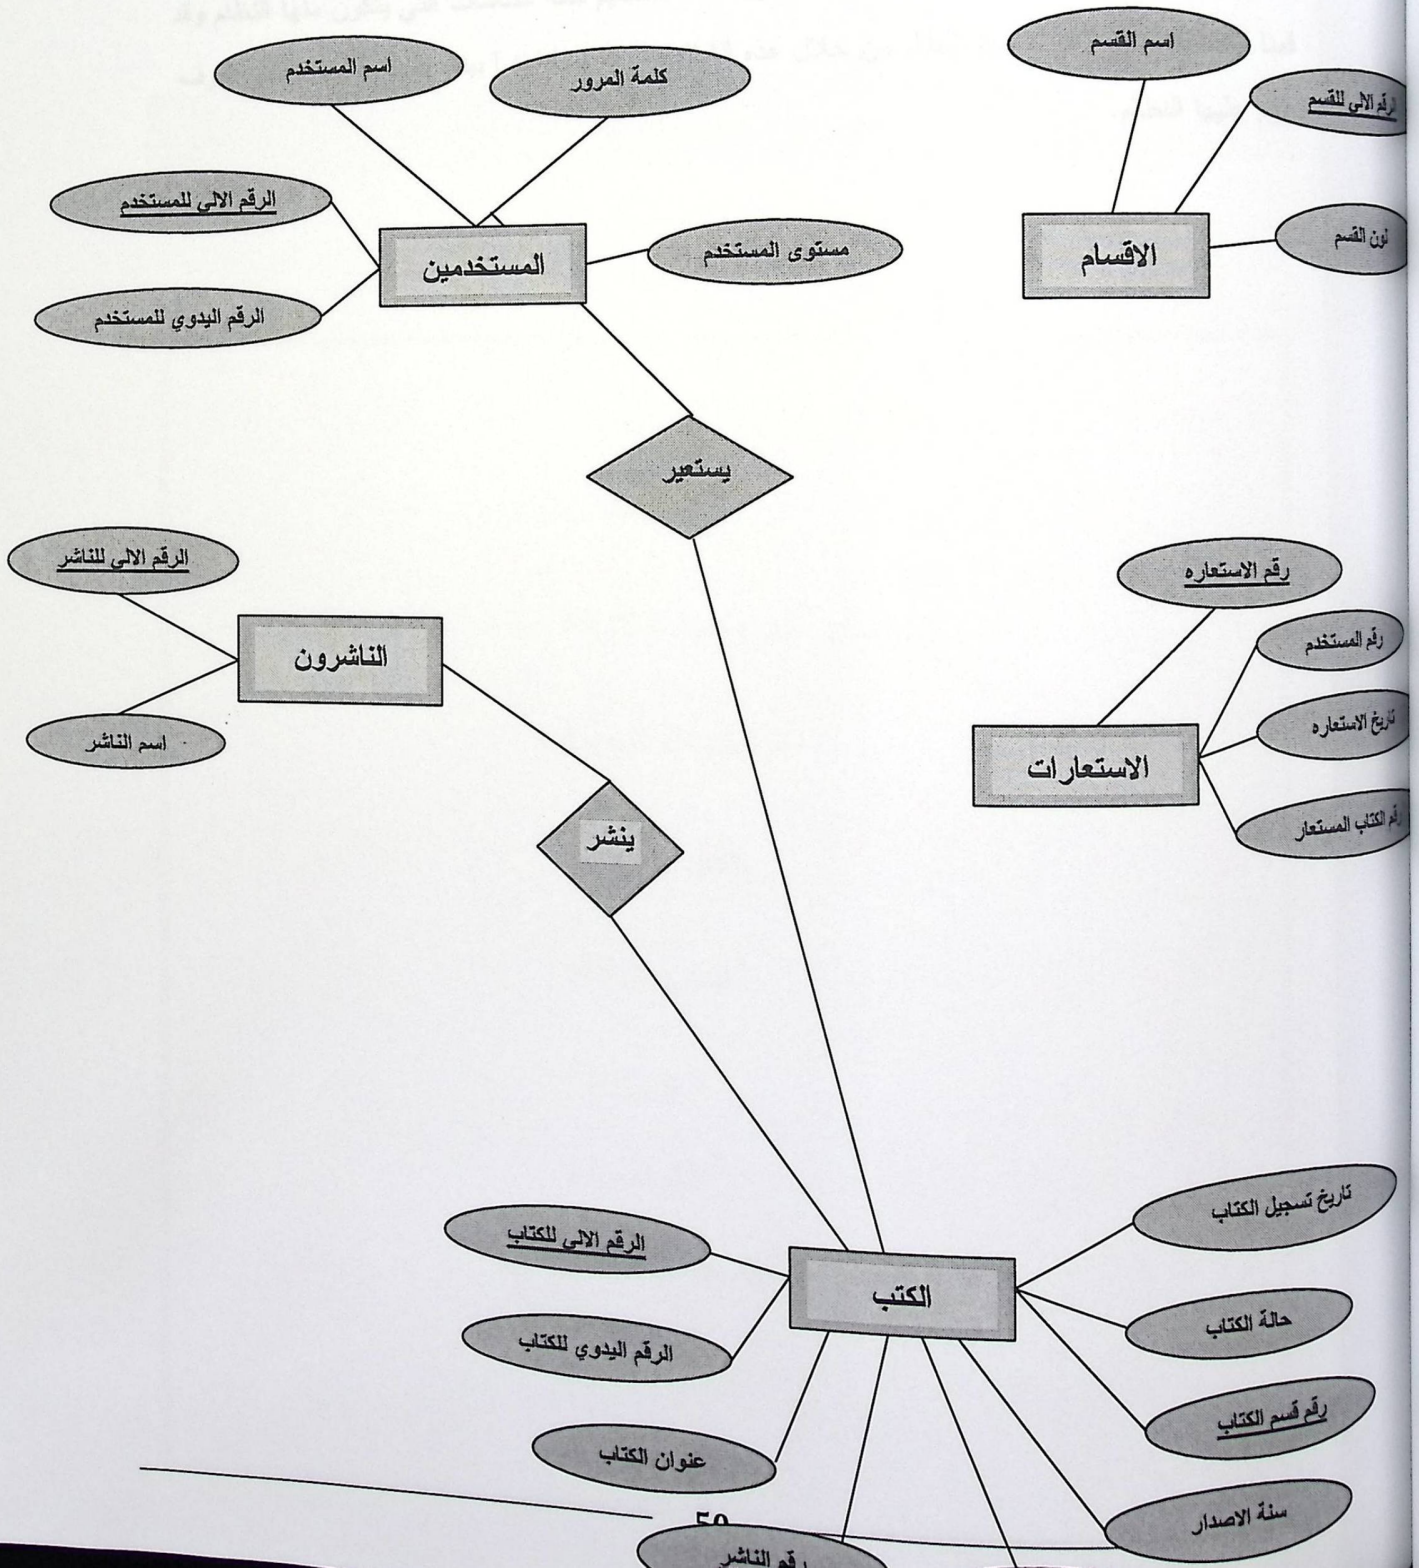 اسم القسم
اسم المستخدم
كلمة المرور
الرقم الالي للقسم
الرقم الالي للمستخدم
لون القسم
الاقسام
مستوى المستخدم
المستخدمين
الرقم اليدوي للمستخدم
يستعير
الرقم الالي للناشر
رقم الاستعاره
رقم المستخدم
الناشرون
تاريخ الاستعاره
اسم الناشر
الاستعارات
رقم الكتاب المستعار
ينشر
تاريخ تسجيل الكتاب
الرقم الالي للكتاب
الكتب
حالة الكتاب
الرقم اليدوي للكتاب
رقم قسم الكتاب
عنوان الكتاب
سنة الاصدار
50
رقم الناشر